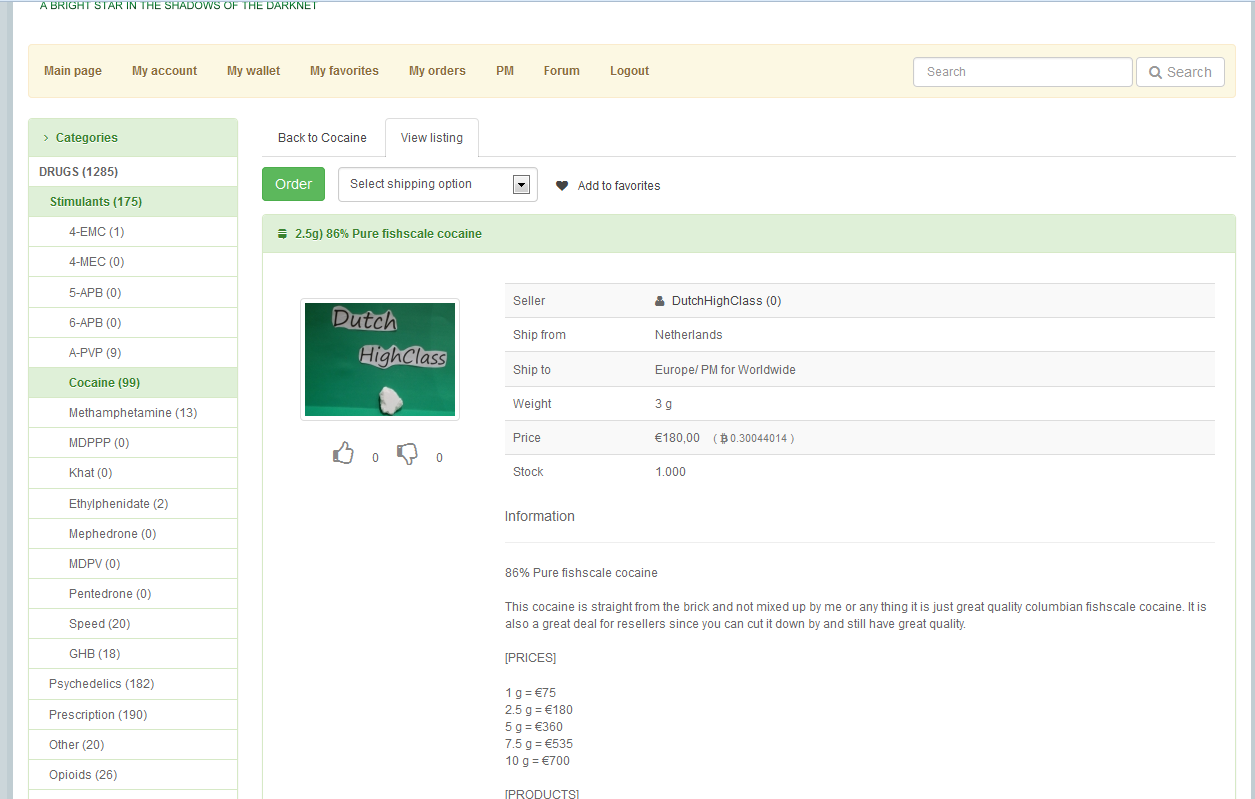 A BRIGHT STAR IN THE SHADOWS OF THE DARKNET
Main page My account My wallet My favorites My orders PM Forum Logout Search Search
Categories
DRUGS (1285)
Stimulants (175)
4-EMC (1)
4-MEC (0)
5-APB (0)
6-APB (0)
A-PVP (9)
Cocaine (99)
Methamphetamine (13)
MDPPP (0)
Khat (0)
Ethylphenidate (2)
Mephedrone (0)
MDPV (0)
Pentedrone (0)
Speed (20)
GHB (18)
Psychedelics (182)
Prescription (190)
Other (20)
Opioids (26)
Back to Cocaine View listing
Order Select shipping option Add to favorites
2.5g) 86% Pure fishscale cocaine
Dutch
HighClass
0 0
Seller DutchHighClass (0)
Ship from Netherlands
Ship to Europe/ PM for Worldwide
Weight 3 g
Price €180,00 ( ฿ 0.30044014 )
Stock 1.000
Information
86% Pure fishscale cocaine
This cocaine is straight from the brick and not mixed up by me or any thing it is just great quality columbian fishscale cocaine. It is
also a great deal for resellers since you can cut it down by and still have great quality.
[PRICES]
1 g = €75
2.5 g = €180
5 g = €360
7.5 g = €535
10 g = €700
[PRODUCTS]